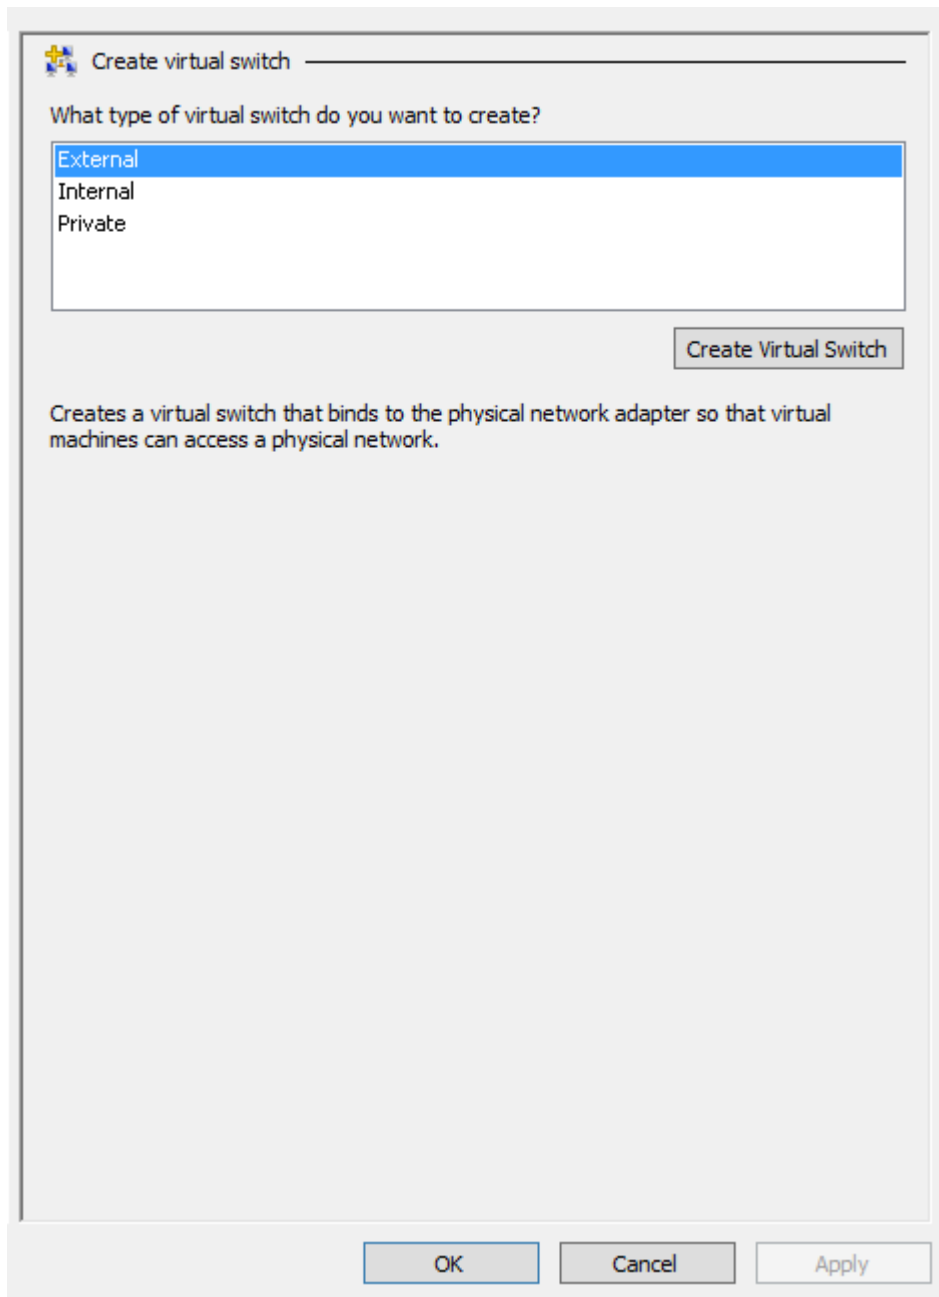 Create virtual switch
What type of virtual switch do you want to create?
External
Internal
Private
Create Virtual Switch
Creates a virtual switch that binds to the physical network adapter so that virtual
machines can access a physical network.
OK
Cancel
Apply